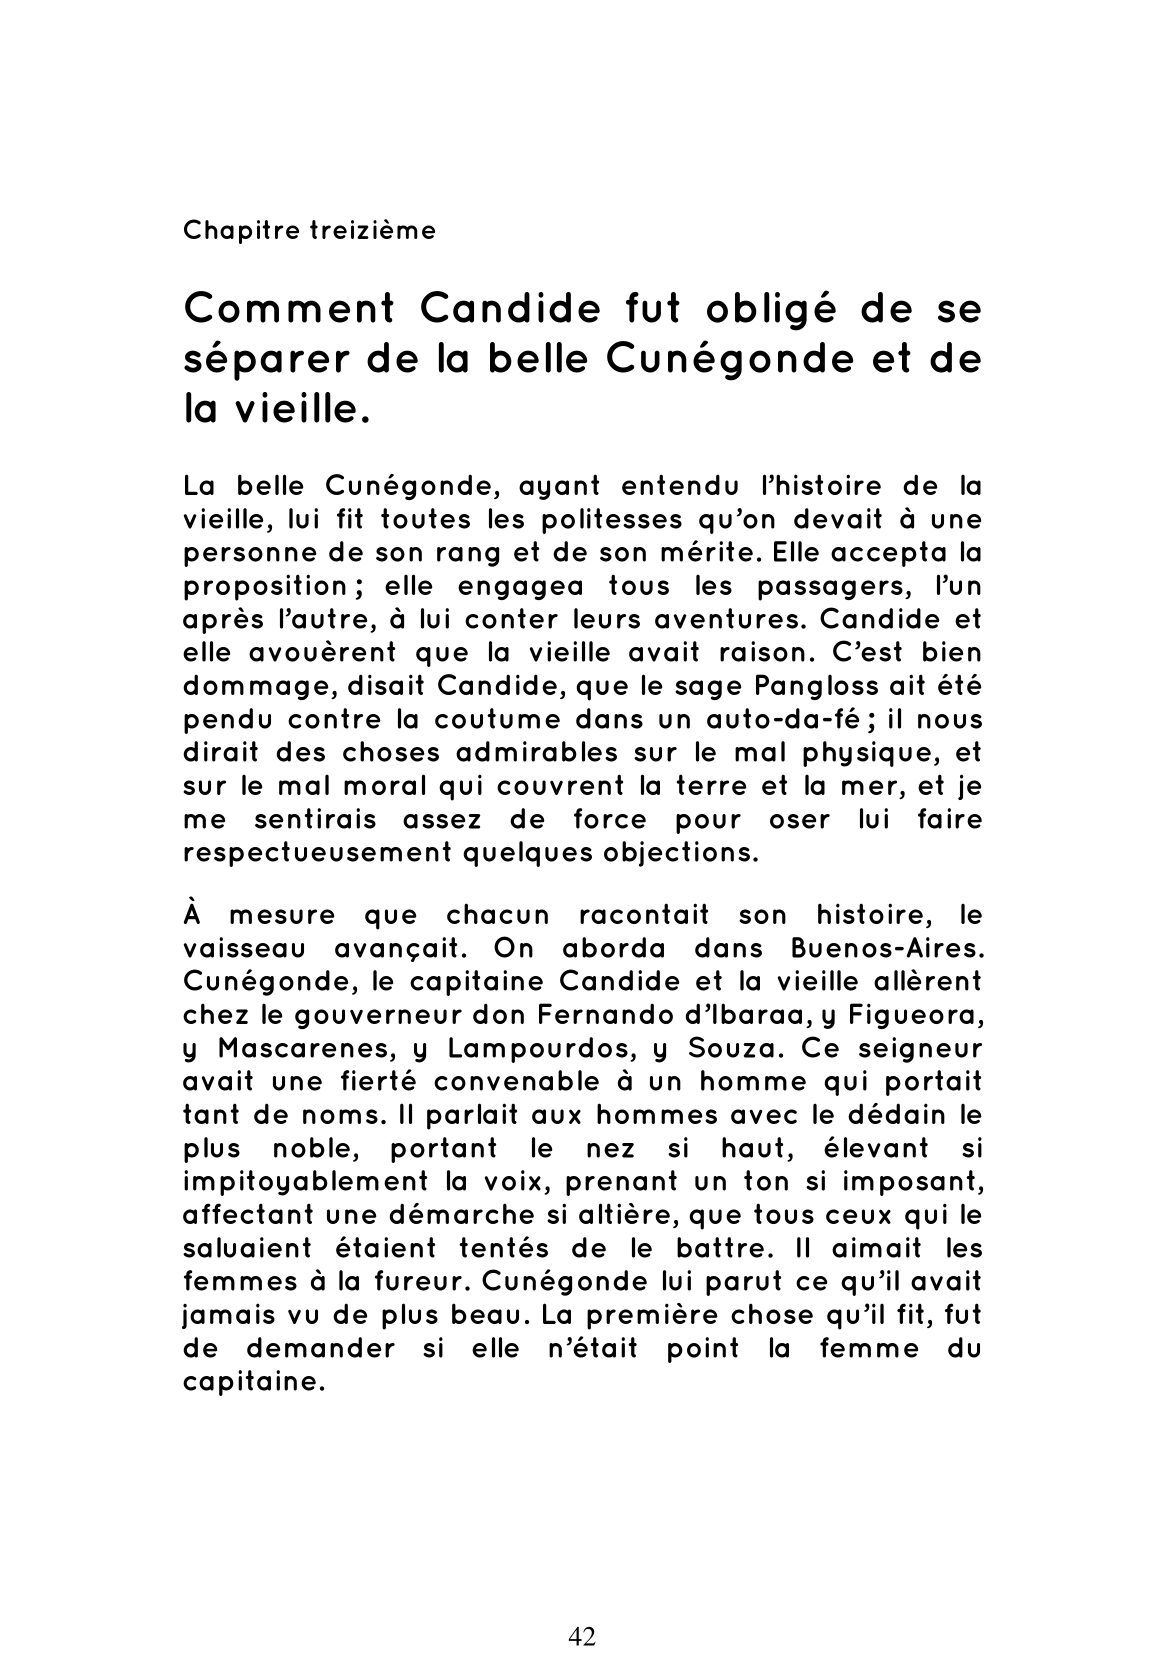 Chapitre treizième
Comment Candide fut obligé de se
séparer de la belle Cunégonde et de
la vieille.
La belle Cunégonde, ayant entendu l’histoire de la
vieille, lui fit toutes les politesses qu’on devait à une
personne de son rang et de son mérite. Elle accepta la
proposition ; elle engagea tous les passagers, l’un
après l’autre, à lui conter leurs aventures. Candide et
elle avouèrent que la vieille avait raison. C’est bien
dommage, disait Candide, que le sage Pangloss ait été
pendu contre la coutume dans un auto-da-fé ; il nous
dirait des choses admirables sur le mal physique, et
sur le mal moral qui couvrent la terre et la mer, et je
me sentirais assez de force pour oser lui faire
respectueusement quelques objections.
À mesure que chacun racontait son histoire, le
vaisseau avançait. On aborda dans Buenos-Aires.
Cunégonde, le capitaine Candide et la vieille allèrent
chez le gouverneur don Fernando d’Ibaraa, y Figueora,
y Mascarenes, y Lampourdos, y Souza. Ce seigneur
avait une fierté convenable à un homme qui portait
tant de noms. Il parlait aux hommes avec le dédain le
plus noble, portant le nez si haut, élevant si
impitoyablement la voix, prenant un ton si imposant,
affectant une démarche si altière, que tous ceux qui le
saluaient étaient tentés de le battre. Il aimait les
femmes à la fureur. Cunégonde lui parut ce qu’il avait
jamais vu de plus beau. La première chose qu’il fit, fut
de demander si elle n’était point la femme du
capitaine.
42